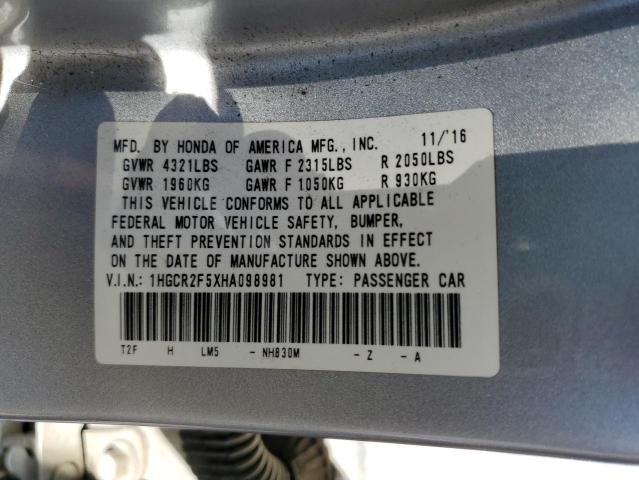 MFD. BY HONDA OF AMERICA MFG., INC. 11/'16
GVWR 4321LBS GAWR F 2315LBS R 2050LBS
GVWR 1960KG GAWR F 1050KG R 930KG
THIS VEHICLE CONFORMS TO ALL APPLICABLE
FEDERAL MOTOR VEHICLE SAFETY, BUMPER,
AND THEFT PREVENTION STANDARDS IN EFFECT
ON THE DATE OF MANUFACTURE SHOWN ABOVE.
V.I.N.: 1HGCR2F5XHA098981 TYPE: PASSENGER CAR
T2F H LM5 - NH830M - Z - A